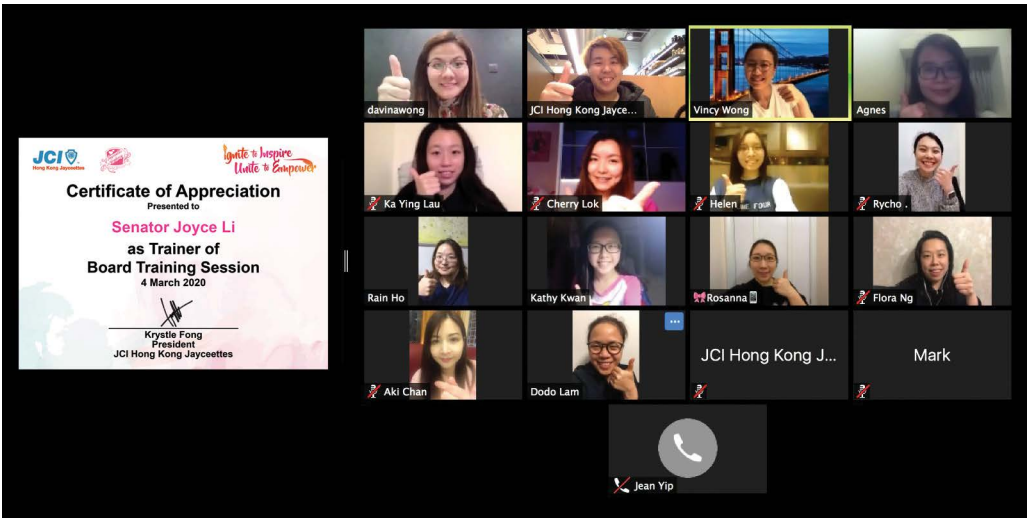 JCI
Hong Kong Jayceettes
Ignite to Inspire
Unite to Empower
Certificate of Appreciation
Presented to
Senator Joyce Li
as Trainer of
Board Training Session
4 March 2020
Krystle Fong
President
JCI Hong Kong Jayceettes
davinawong
JCI Hong Kong Jayce...
Vincy Wong
Agnes
Ka Ying Lau
Cherry Lok
Helen
Rycho .
Rain Ho
Kathy Kwan
Rosanna
Flora Ng
Aki Chan
Dodo Lam
JCI Hong Kong J...
Mark
Jean Yip